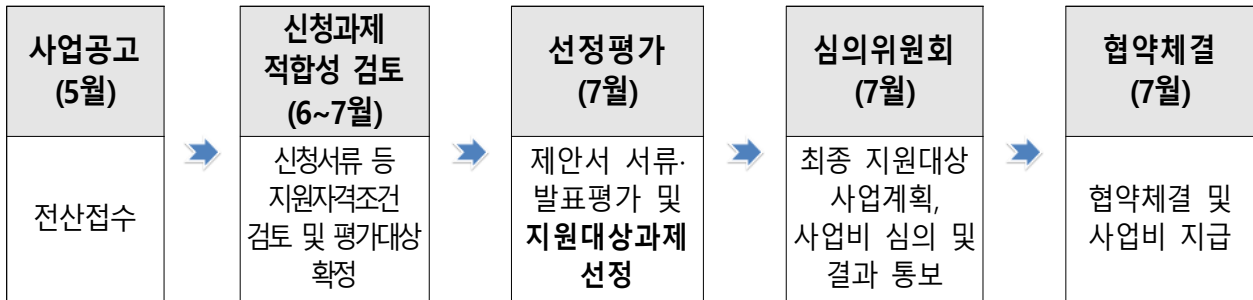 사업공고
(5월)
전산접수
신청과제
적합성 검토
(6~7월)
신청서류 등
지원자격조건
검토 및 평가대상
확정
선정평가
(7월)
제안서 서류·
발표평가 및
지원대상과제
선정
심의위원회
(7월)
최종 지원대상
사업계획,
사업비 심의 및
결과 통보
협약체결
(7월)
협약체결 및
사업비 지급